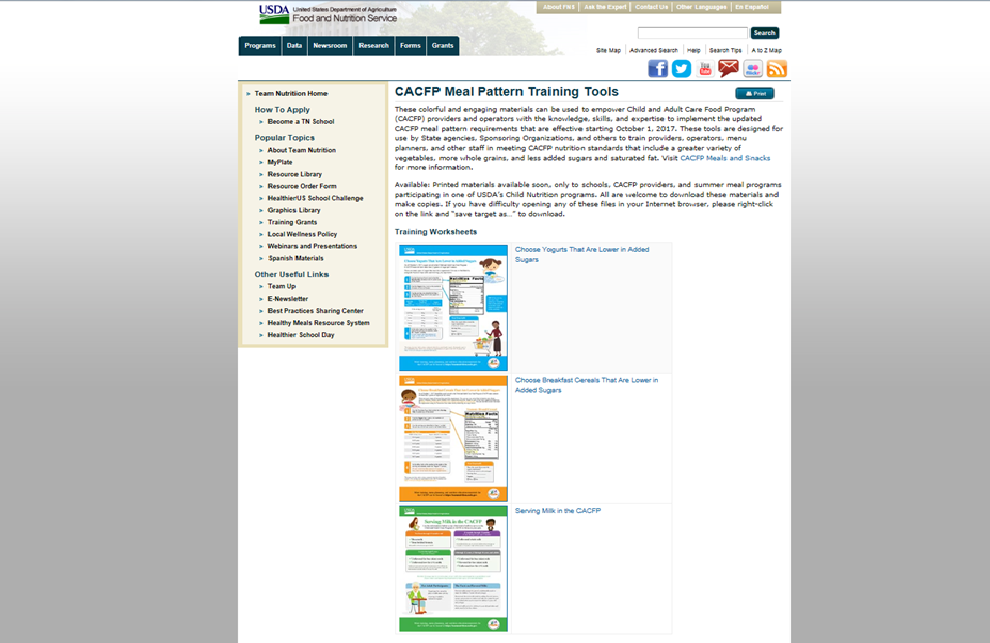 About FNS
Ask the Expert
Contact Us
Other Languages
En Español
USDA United States Department of Agriculture
Food and Nutrition Service
Search
Programs
Data
Newsroom
Research
Forms
Grants
Site Map
Advanced Search
Help
Search Tips
A to Z Map
Team Nutrition Home
How To Apply
Become a TN School
Popular Topics
About Team Nutrition
MyPlate
Resource Library
Resource Order Form
HealthierUS School Challenge
Graphics Library
Training Grants
Local Wellness Policy
Webinars and Presentations
Spanish Materials
Other Useful Links
Team Up
E-Newsletter
Best Practices Sharing Center
Healthy Meals Resource System
Healthier School Day
CACFP Meal Pattern Training Tools
Print
These colorful and engaging materials can be used to empower Child and Adult Care Food Program
(CACFP) providers and operators with the knowledge, skills, and expertise to implement the updated
CACFP meal pattern requirements that are effective starting October 1, 2017. These tools are designed for
use by State agencies, Sponsoring Organizations, and others to train providers, operators, menu
planners, and other staff in meeting CACFP nutrition standards that include a greater variety of
vegetables, more whole grains, and less added sugars and saturated fat. Visit CACFP Meals and Snacks
for more information.
Available: Printed materials available soon, only to schools, CACFP providers, and summer meal programs
participating in one of USDA's Child Nutrition programs. All are welcome to download these materials and
make copies. If you have difficulty opening any of these files in your Internet browser, please right-click
on the link and "save target as..." to download.
Training Worksheets
Choose Yogurts That Are Lower in Added
Sugars
Choose Breakfast Cereals That Are Lower in
Added Sugars
Serving Milk in the CACFP
Serving Milk in the CACFP